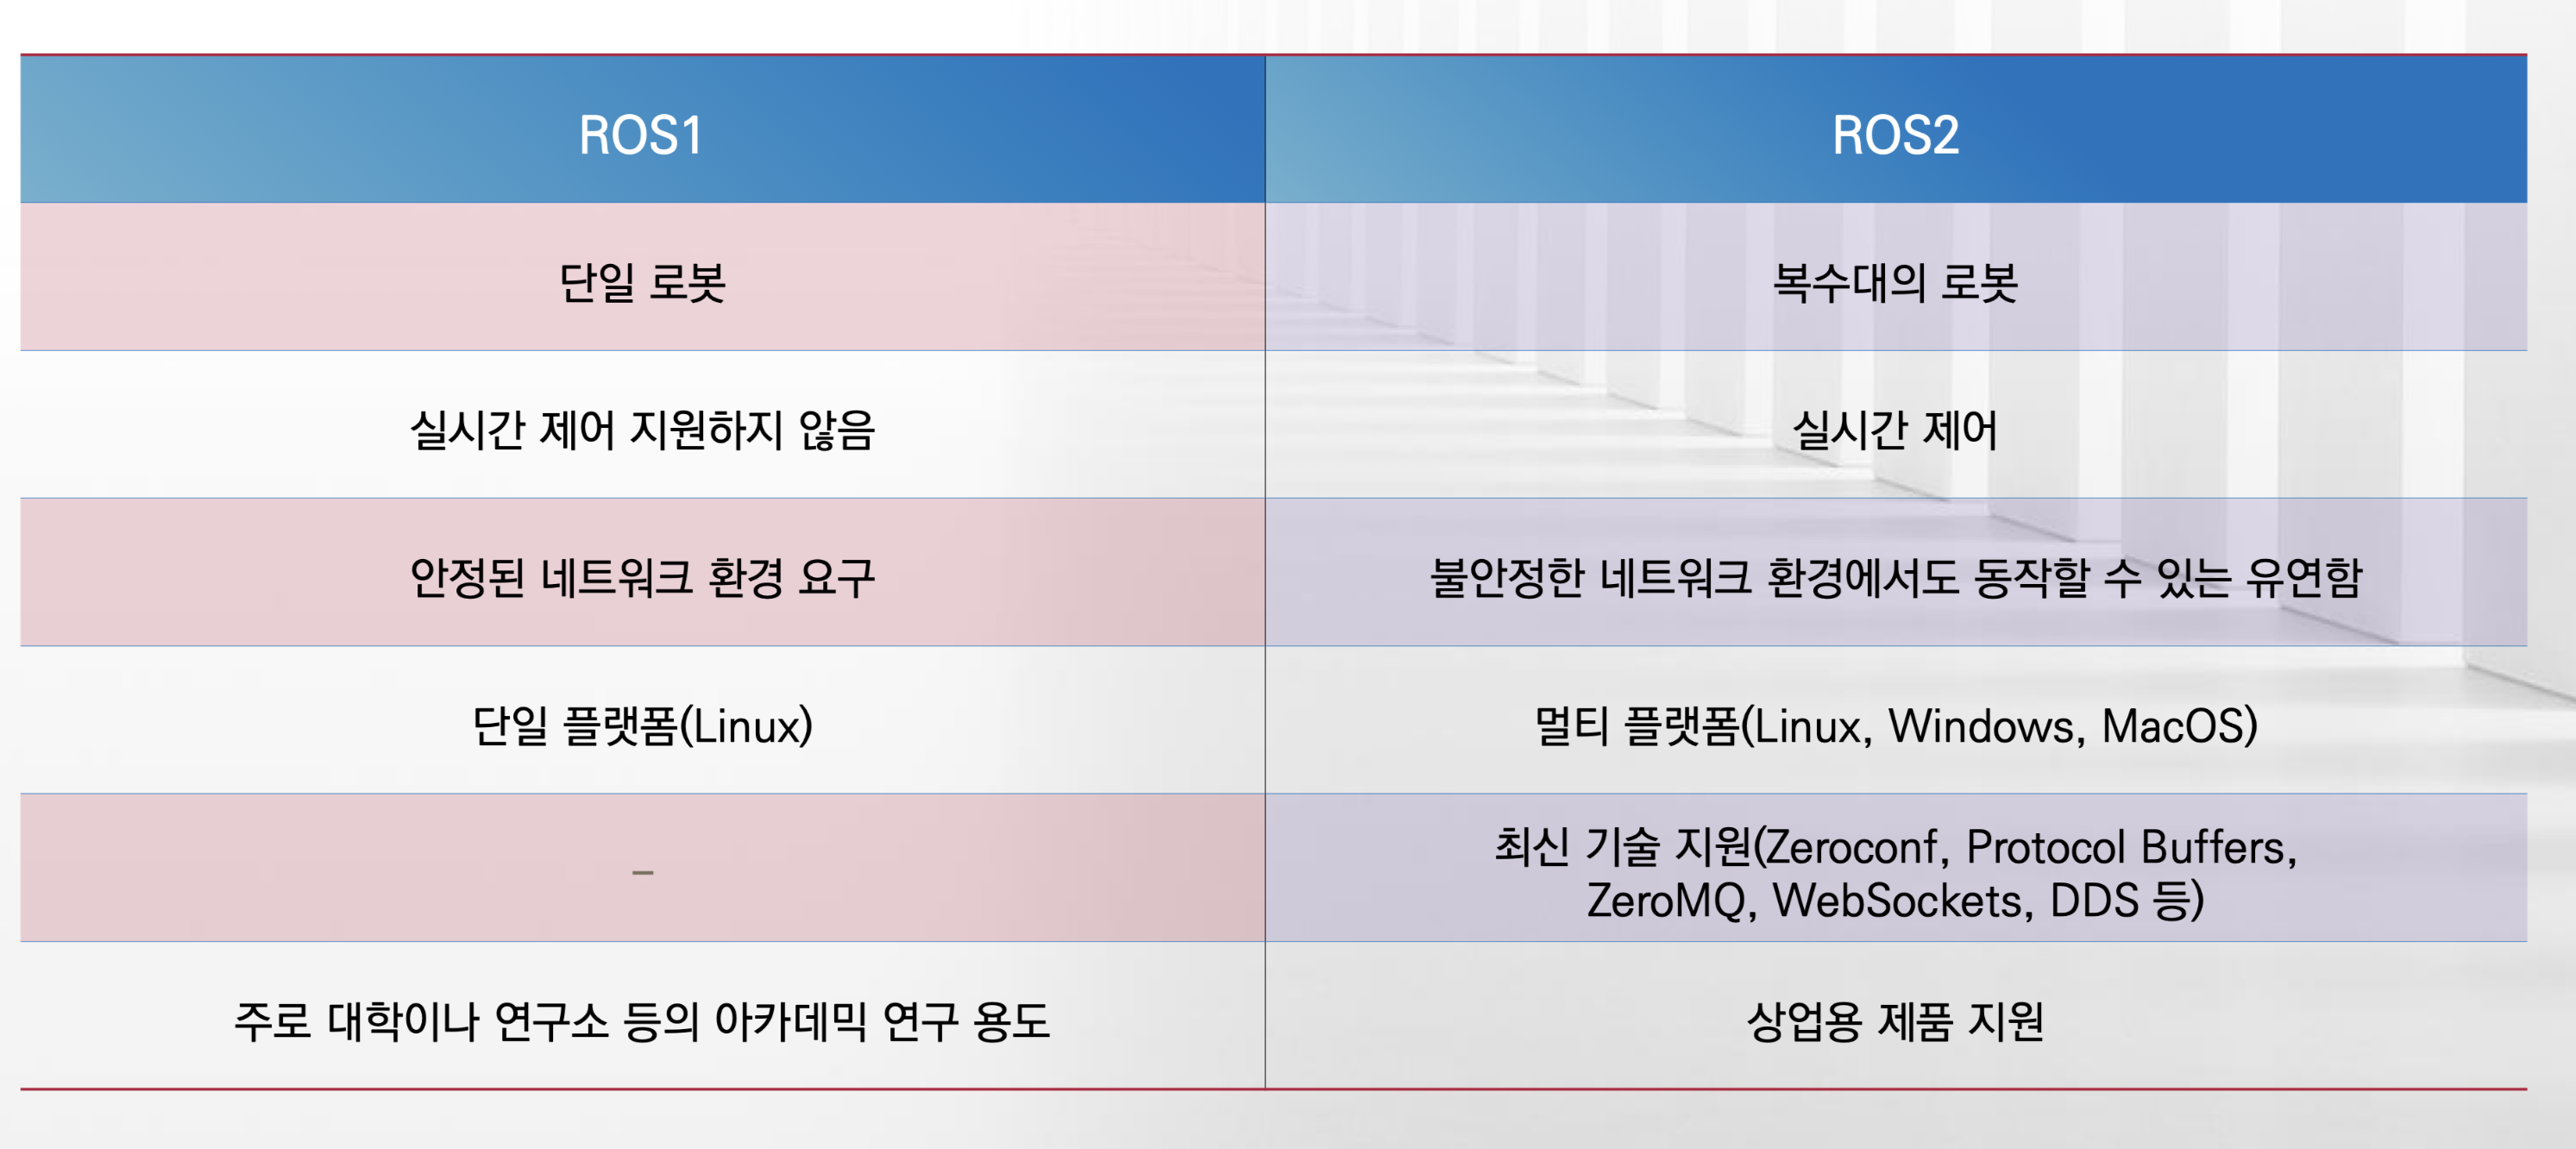 ROS1 ROS2
단일 로봇 복수대의 로봇
실시간 제어 지원하지 않음 실시간 제어
안정된 네트워크 환경 요구 불안정한 네트워크 환경에서도 동작할 수 있는 유연함
단일 플랫폼(Linux) 멀티 플랫폼(Linux, Windows, MacOS)
– 최신 기술 지원(Zeroconf, Protocol Buffers,
ZeroMQ, WebSockets, DDS 등)
주로 대학이나 연구소 등의 아카데믹 연구 용도 상업용 제품 지원